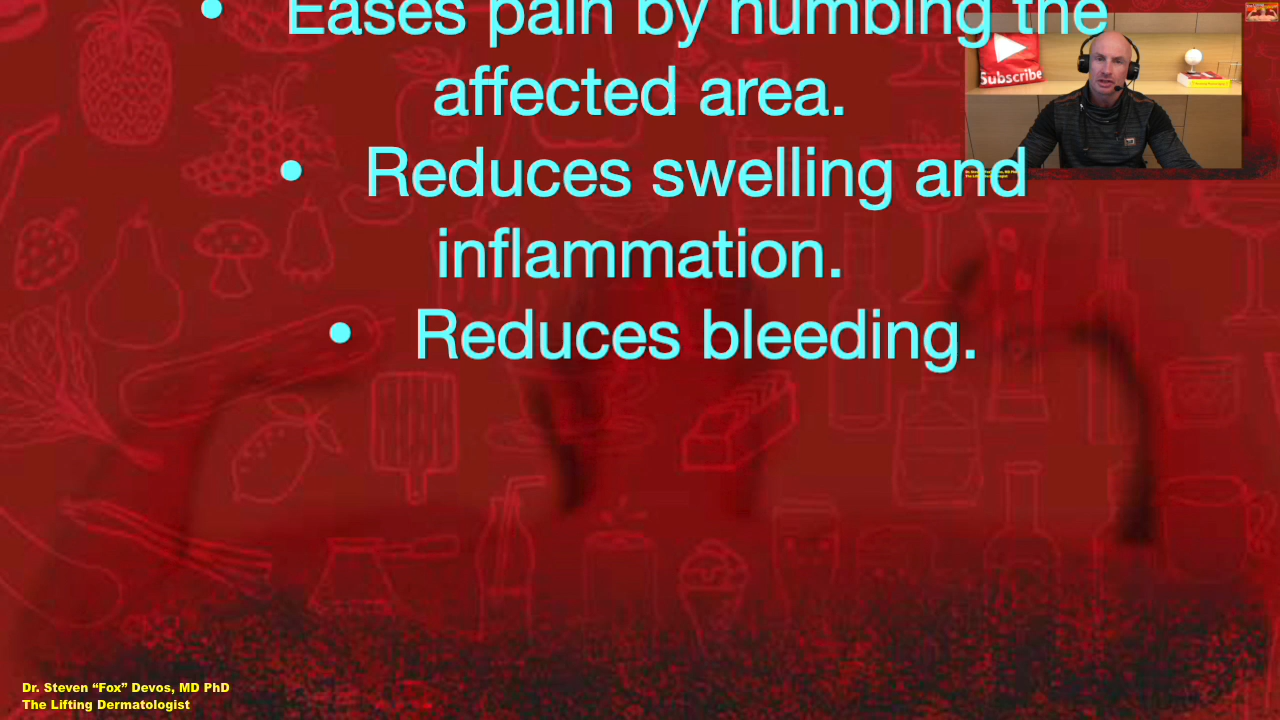 • Eases pain by numbing the
affected area.
• Reduces swelling and
inflammation.
• Reduces bleeding.
Subscribe
Dr. Steven “Fox” Devos, MD PhD
The Lifting Dermatologist